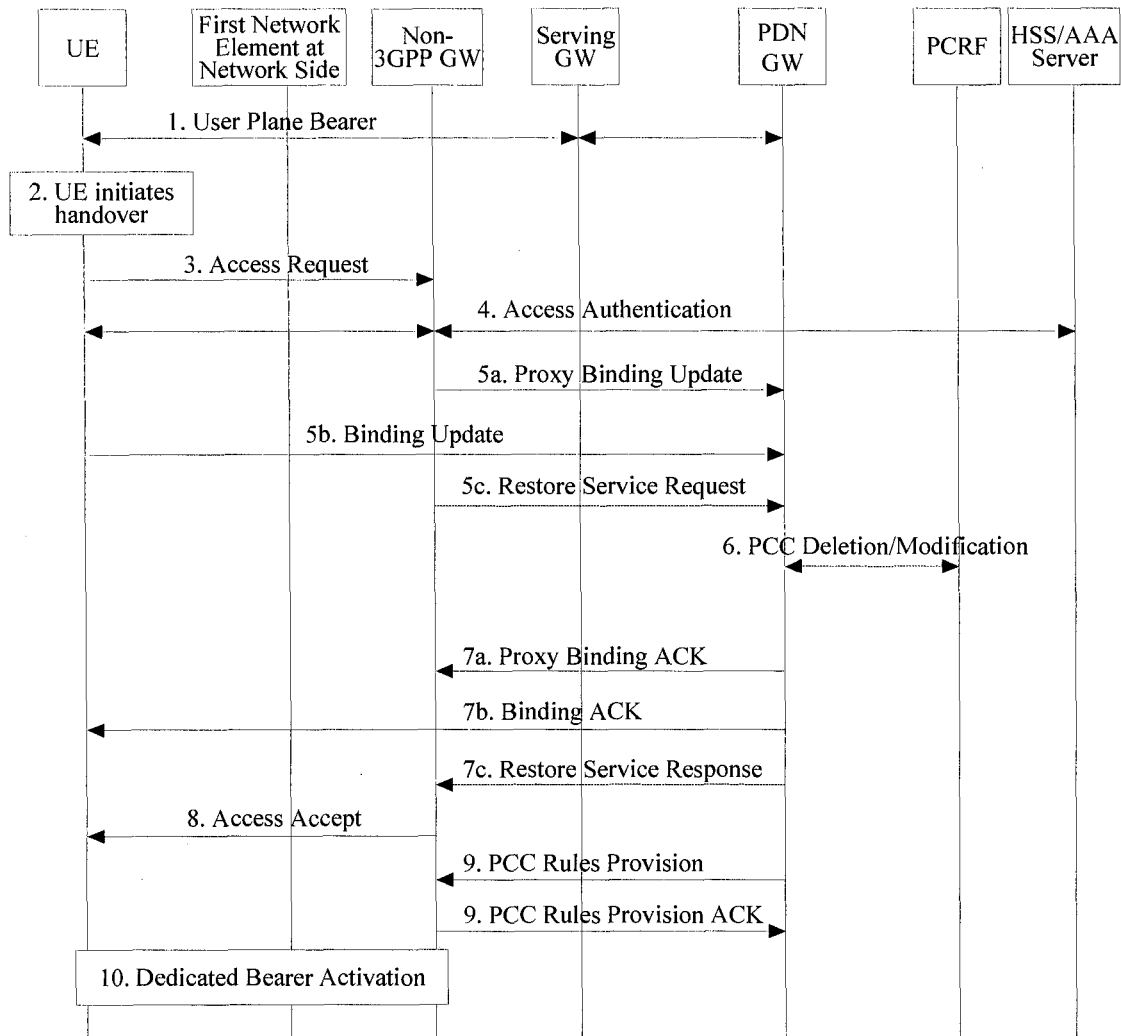 UE
First Network
Element at
Network Side
Non-
3GPP GW
Serving
GW
PDN
GW
PCRF
HSS/AAA
Server
1. User Plane Bearer
2. UE initiates
handover
3. Access Request
4. Access Authentication
5a. Proxy Binding Update
5b. Binding Update
5c. Restore Service Request
6. PCC Deletion/Modification
7a. Proxy Binding ACK
7b. Binding ACK
7c. Restore Service Response
8. Access Accept
9. PCC Rules Provision
9. PCC Rules Provision ACK
10. Dedicated Bearer Activation